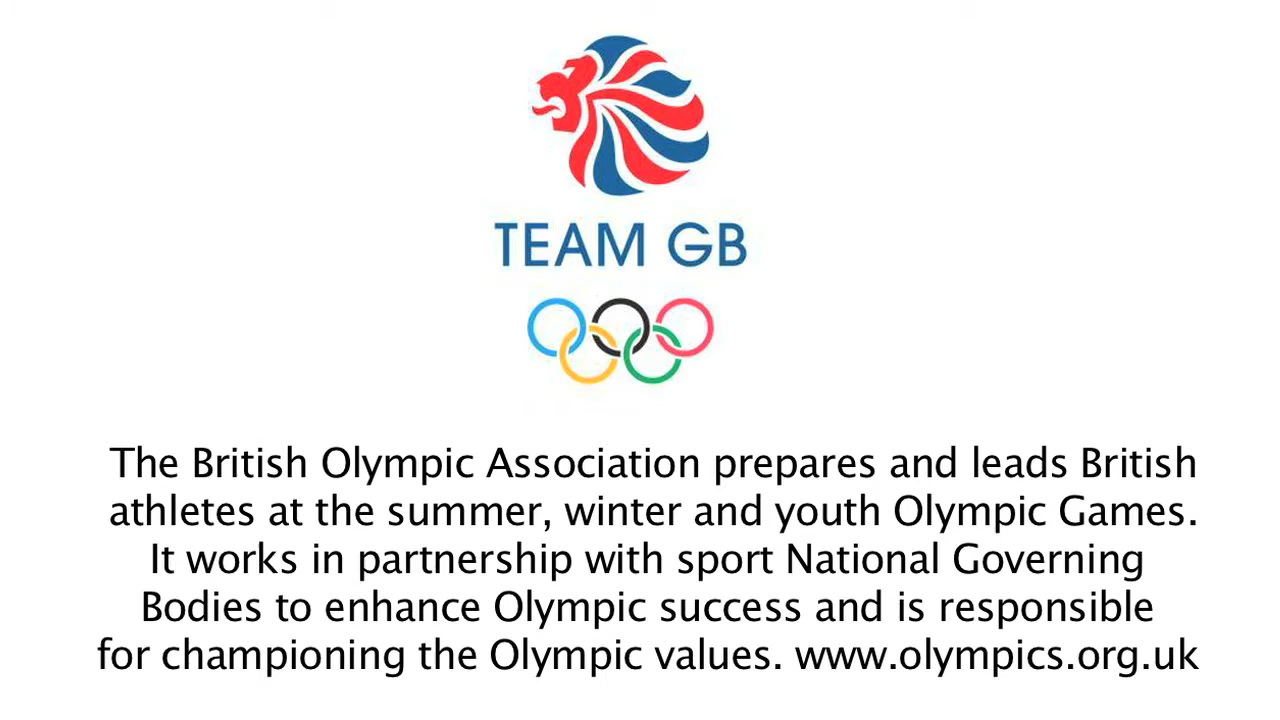 TEAM GB
The British Olympic Association prepares and leads British
athletes at the summer, winter and youth Olympic Games.
It works in partnership with sport National Governing
Bodies to enhance Olympic success and is responsible
for championing the Olympic values. www.olympics.org.uk